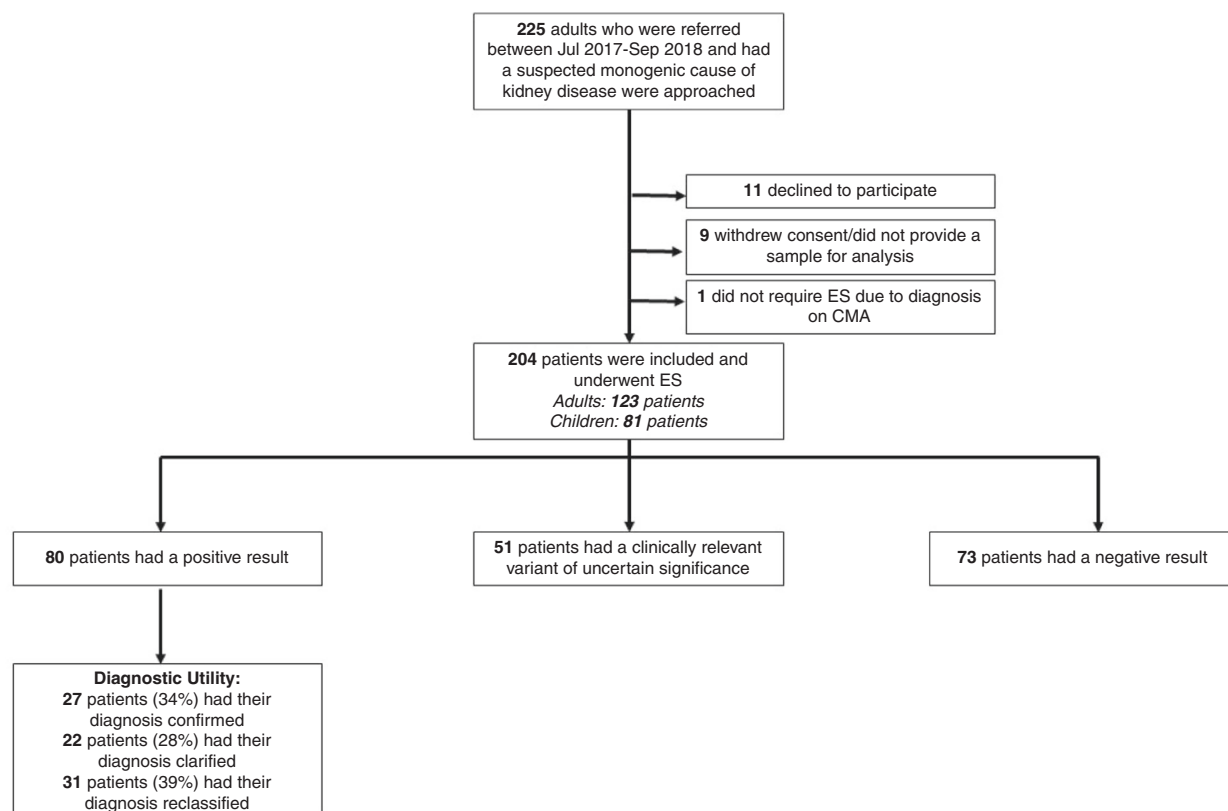 225 adults who were referred
between Jul 2017-Sep 2018 and had
a suspected monogenic cause of
kidney disease were approached
11 declined to participate
9 withdrew consent/did not provide a
sample for analysis
1 did not require ES due to diagnosis
on CMA
204 patients were included and
underwent ES
Adults: 123 patients
Children: 81 patients
80 patients had a positive result
51 patients had a clinically relevant
variant of uncertain significance
73 patients had a negative result
Diagnostic Utility:
27 patients (34%) had their
diagnosis confirmed
22 patients (28%) had their
diagnosis clarified
31 patients (39%) had their
diagnosis reclassified